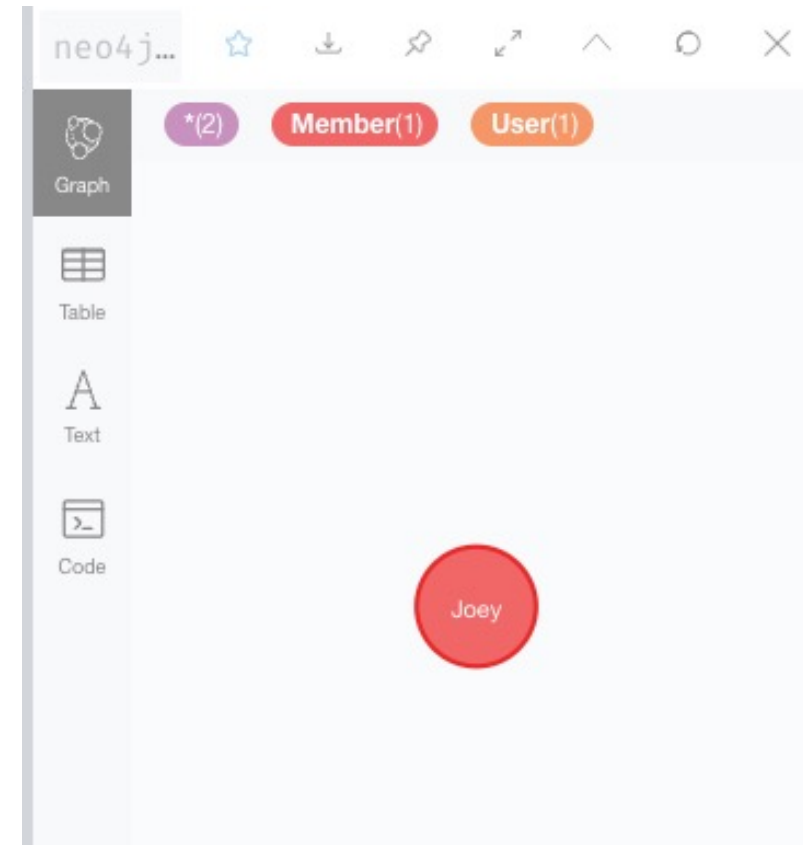 neo4j…
*(2) Member(1) User(1)
Graph
Table
A
Text
>_
Code
Joey